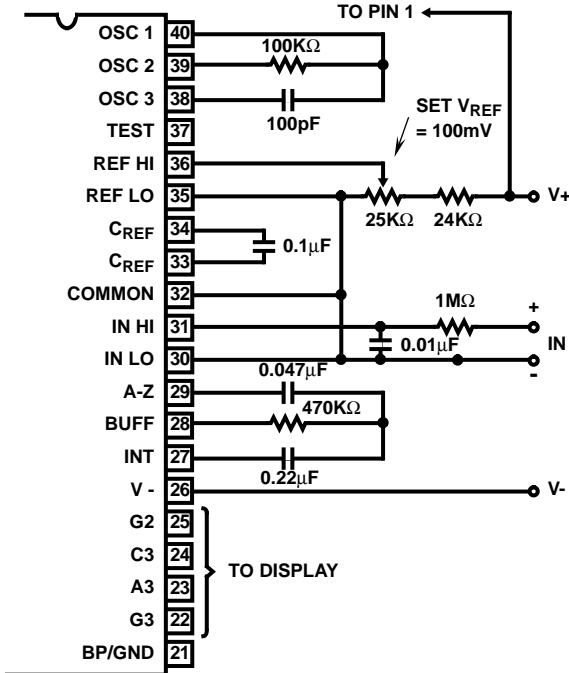 TO PIN 1
OSC 1 40
100KΩ
OSC 2 39
OSC 3 38
100pF
SET VREF
= 100mV
TEST 37
REF HI 36
REF LO 35
V+
25KΩ 24KΩ
CREF 34
0.1µF
CREF 33
COMMON 32
1MΩ
+
IN HI 31
0.01µF
IN
IN LO 30
-
0.047µF
A-Z 29
470KΩ
BUFF 28
INT 27
0.22µF
V - 26
V-
G2 25
C3 24
TO DISPLAY
A3 23
G3 22
BP/GND 21